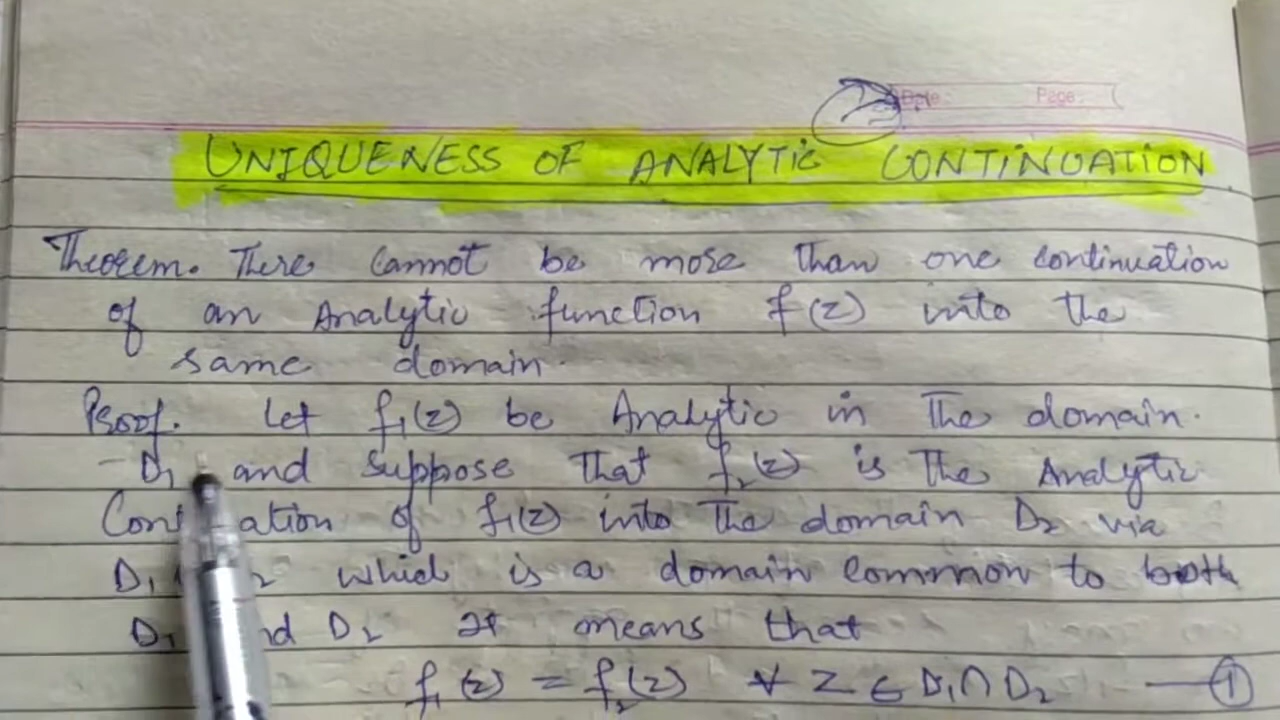 Date: Page:
UNIQUENESS OF ANALYTIC CONTINUATION
Theorem. There cannot be more than one continuation
of an Analytic function f(z) into the
same domain.
Proof. Let f₁(z) be Analytic in the domain.
D₁ and suppose that f₂(z) is the Analytic
of f₁(z) into the domain D₂ via
D₁ which is a domain common to both
D₁ D₂ It means that
f₁(z) = f₂(z) ∀ z ∈ D₁ ∩ D₂ — ①